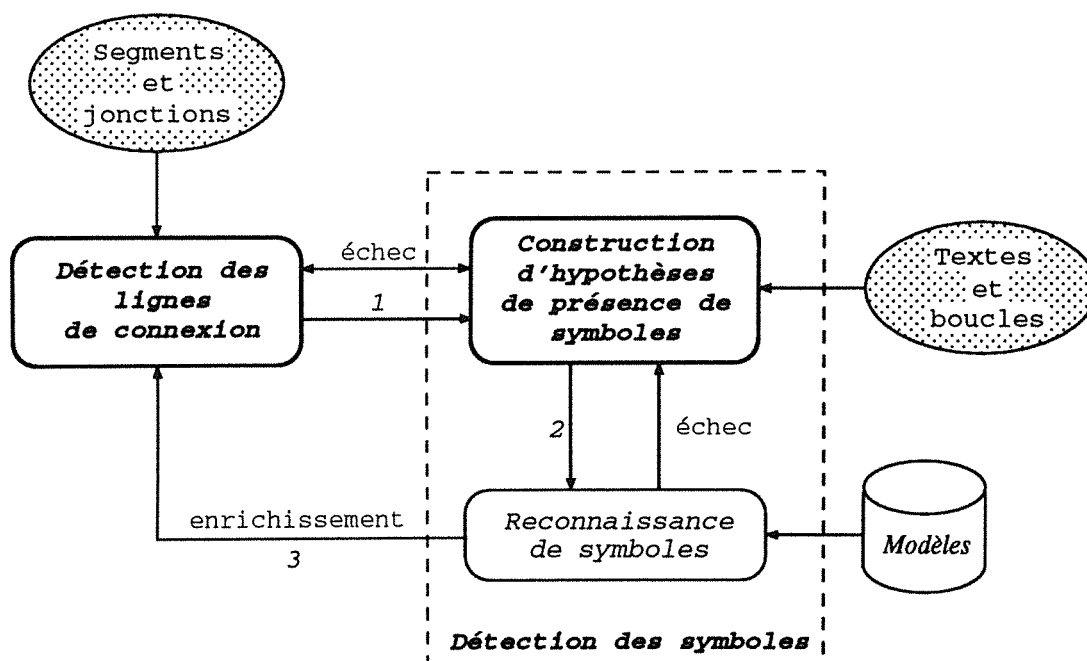 Segments
et
jonctions
Détection des
lignes
de connexion
échec
1
Construction
d'hypothèses
de présence de
symboles
Textes
et
boucles
2
échec
enrichissement
3
Reconnaissance
de symboles
Modèles
Détection des symboles